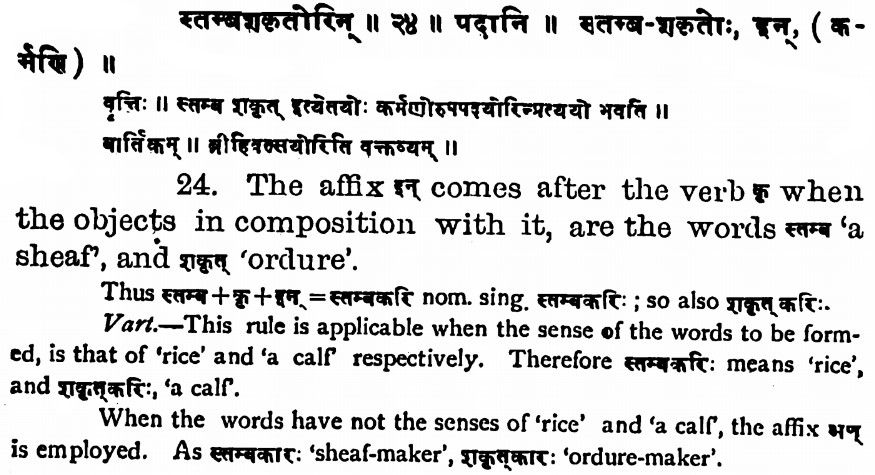 स्तम्बशकृतोरिन् ॥ २४ ॥ पदानि ॥ स्तम्ब-शकृतोः, इन्, ( क-
र्मणि ) ॥
वृत्तिः ॥ स्तम्ब शकृत् इत्येतयोः कर्मणोरुपपदयोरिन्प्रत्ययो भवति ॥
वार्तिकम् ॥ व्रीहिवत्सयोरिति वक्तव्यम् ॥
24. The affix इन् comes after the verb कृ when
the objects in composition with it, are the words स्तम्ब 'a
sheaf', and शकृत् 'ordure'.
Thus स्तम्ब+कृ+इन्=स्तम्बकरि nom. sing. स्तम्बकरिः ; so also शकृत् करिः.
Vart.—This rule is applicable when the sense of the words to be form-
ed, is that of 'rice' and 'a calf' respectively. Therefore स्तम्बकरिः means 'rice',
and शकृत्करिः, 'a calf'.
When the words have not the senses of 'rice' and 'a calf', the affix अण्
is employed. As स्तम्बकारः 'sheaf-maker', शकृत्कारः 'ordure-maker'.